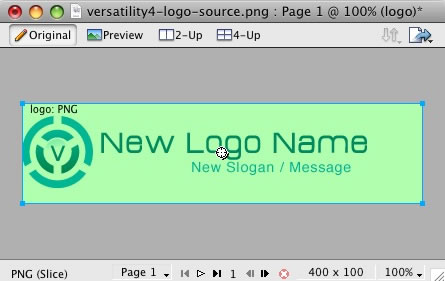 versatility4-logo-source.png : Page 1 @ 100% (logo)*
Original Preview 2-Up 4-Up
logo: PNG
V
New Logo Name
New Slogan / Message
PNG (Slice) Page 1 1 400 x 100 100%